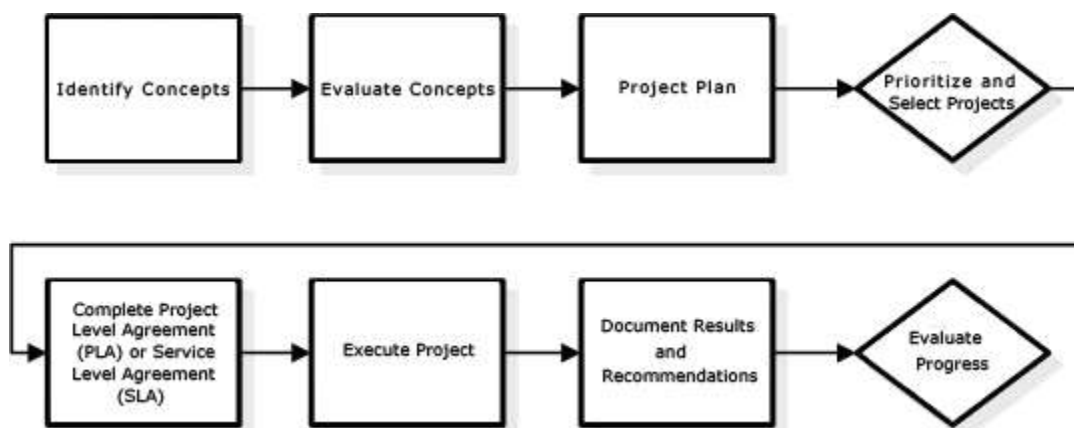 Identify Concepts
Evaluate Concepts
Project Plan
Prioritize and
Select Projects
Complete Project
Level Agreement
(PLA) or Service
Level Agreement
(SLA)
Execute Project
Document Results
and
Recommendations
Evaluate
Progress